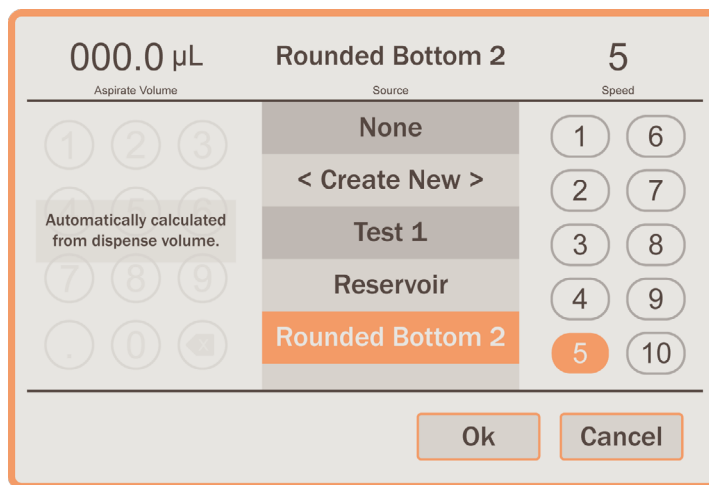 000.0 µL
Aspirate Volume
Rounded Bottom 2
Source
5
Speed
1 2 3
4 5 6
Automatically calculated
from dispense volume.
7 8 9
. 0
None
< Create New >
Test 1
Reservoir
Rounded Bottom 2
1 6
2 7
3 8
4 9
5 10
Ok
Cancel